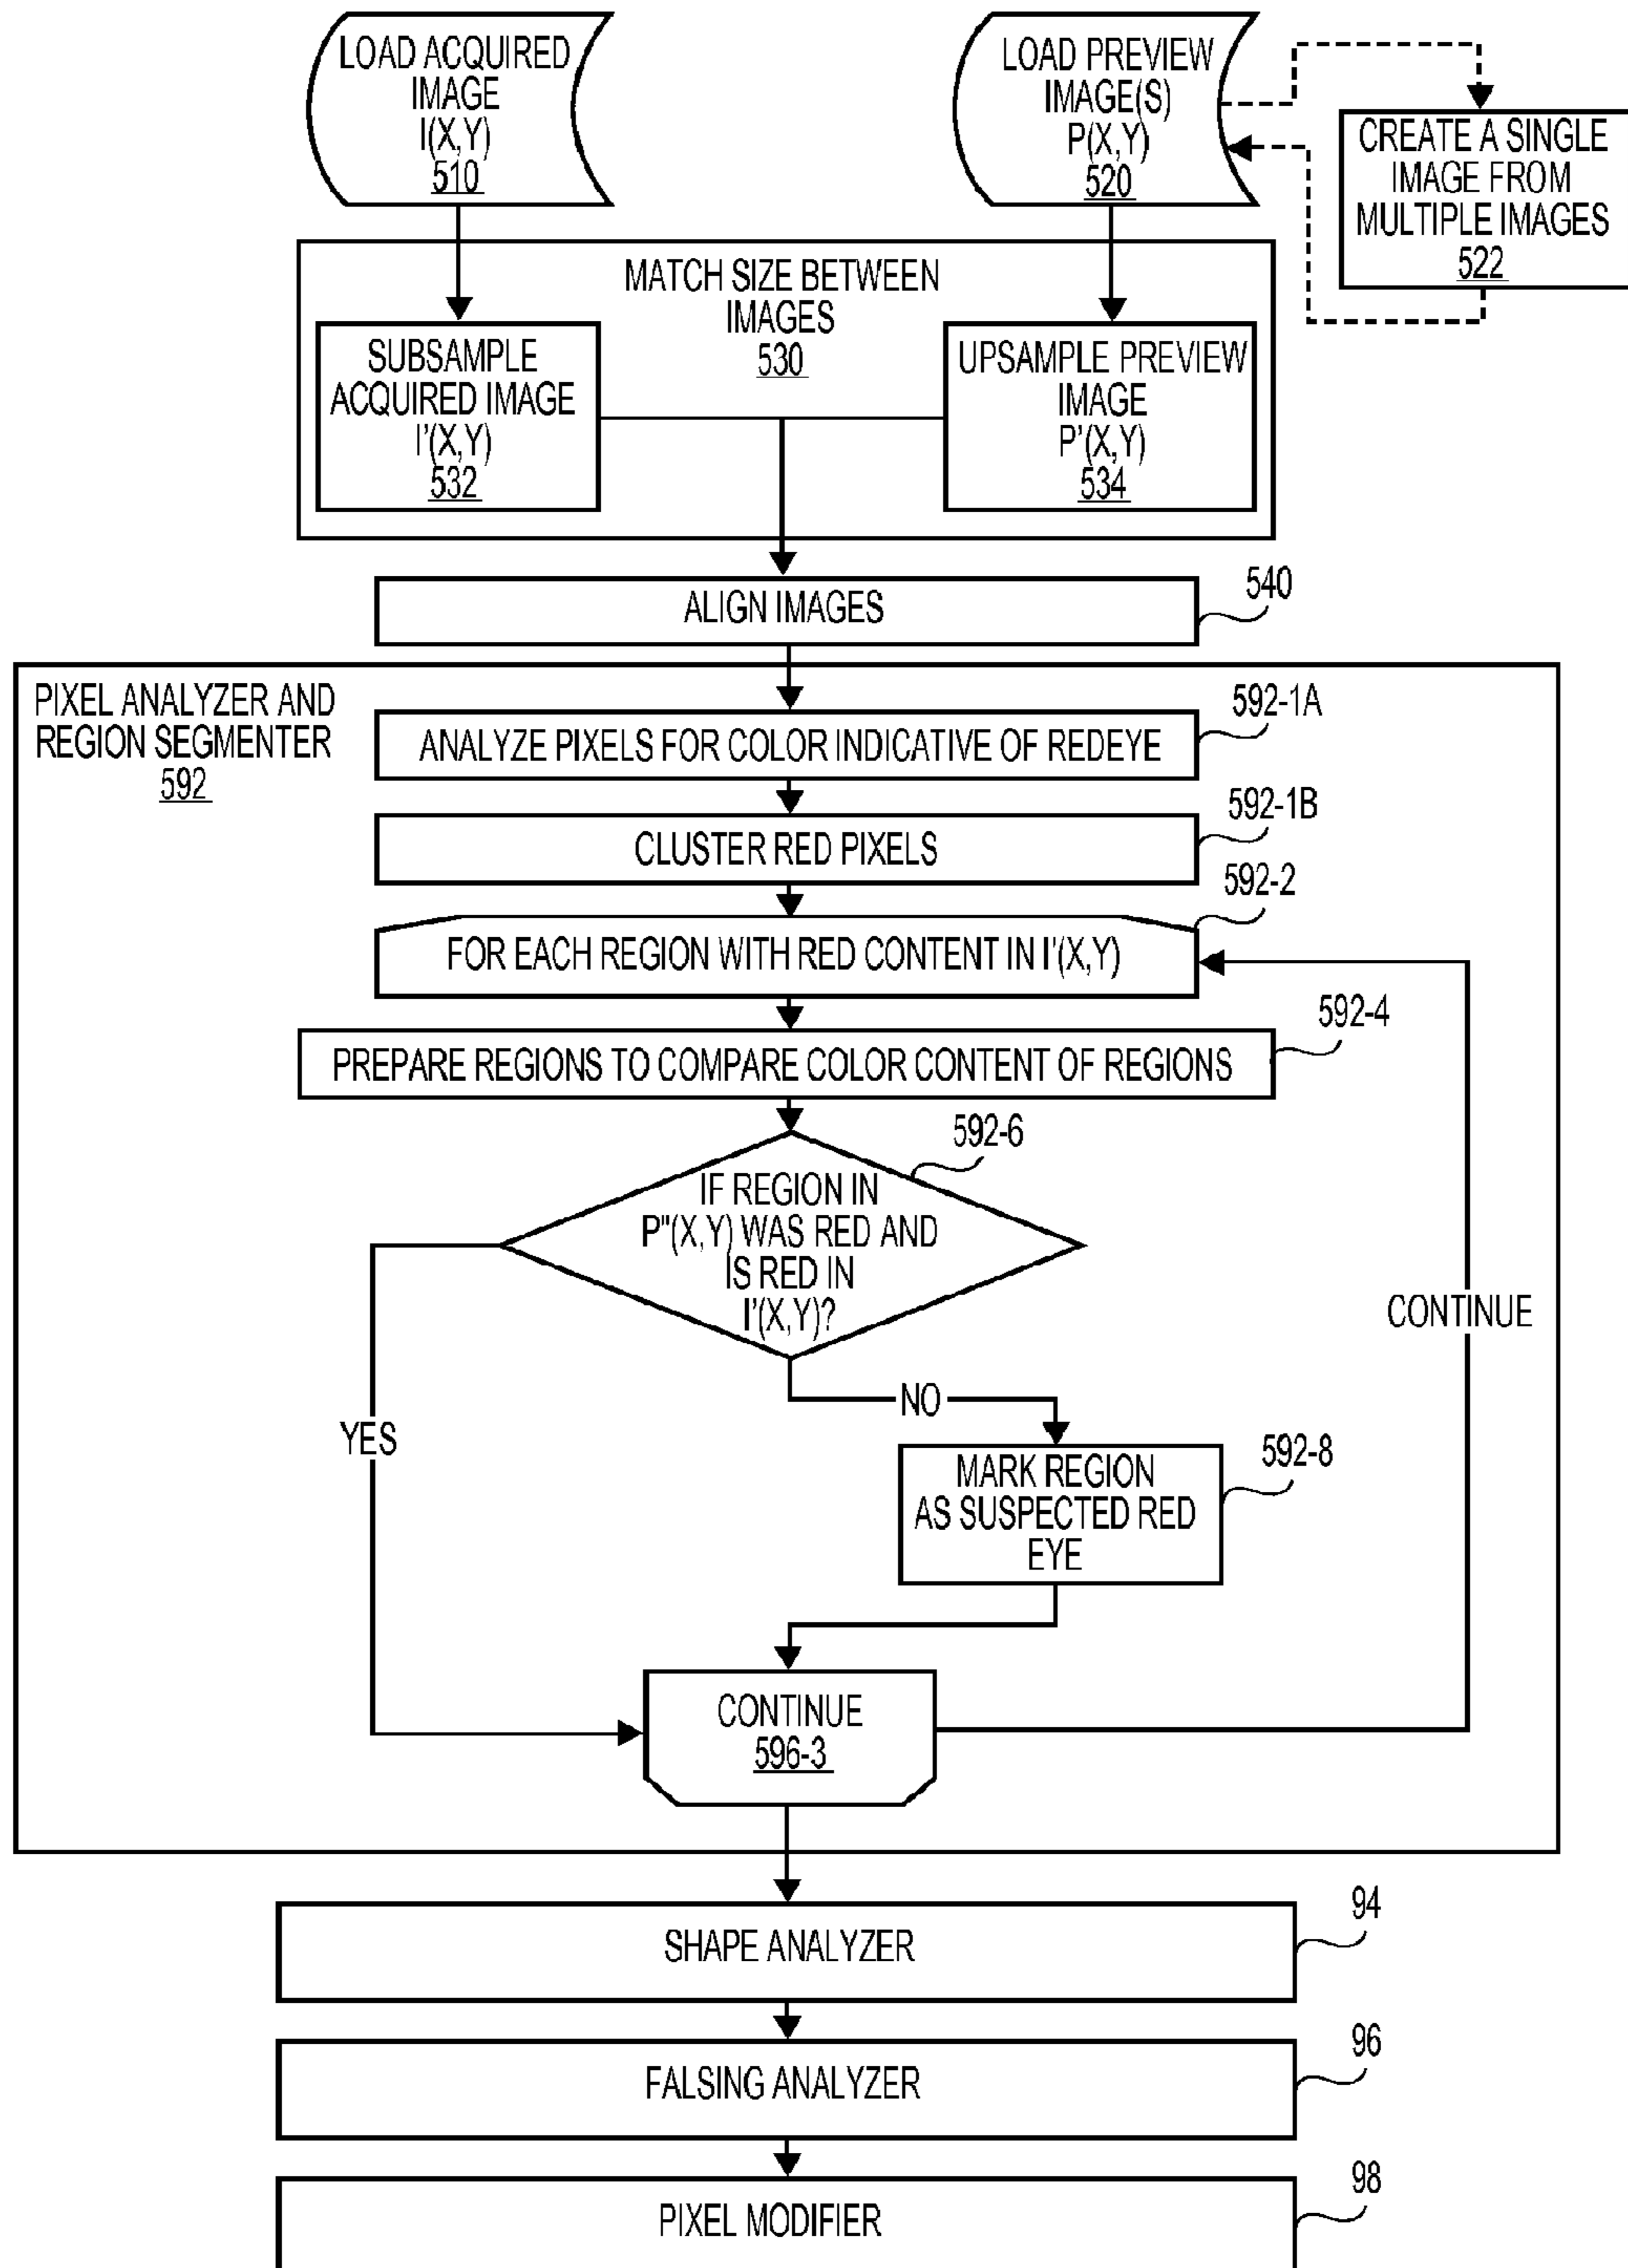 LOAD ACQUIRED
IMAGE
I(X,Y)
510
LOAD PREVIEW
IMAGE(S)
P(X,Y)
520
CREATE A SINGLE
IMAGE FROM
MULTIPLE IMAGES
522
MATCH SIZE BETWEEN
IMAGES
530
SUBSAMPLE
ACQUIRED IMAGE
I'(X,Y)
532
UPSAMPLE PREVIEW
IMAGE
P'(X,Y)
534
ALIGN IMAGES
540
PIXEL ANALYZER AND
REGION SEGMENTER
592
ANALYZE PIXELS FOR COLOR INDICATIVE OF REDEYE
592-1A
CLUSTER RED PIXELS
592-1B
FOR EACH REGION WITH RED CONTENT IN I'(X,Y)
592-2
PREPARE REGIONS TO COMPARE COLOR CONTENT OF REGIONS
592-4
IF REGION IN
P"(X,Y) WAS RED AND
IS RED IN
I'(X,Y)?
592-6
CONTINUE
NO
YES
MARK REGION
AS SUSPECTED RED
EYE
592-8
CONTINUE
596-3
SHAPE ANALYZER
94
FALSING ANALYZER
96
PIXEL MODIFIER
98